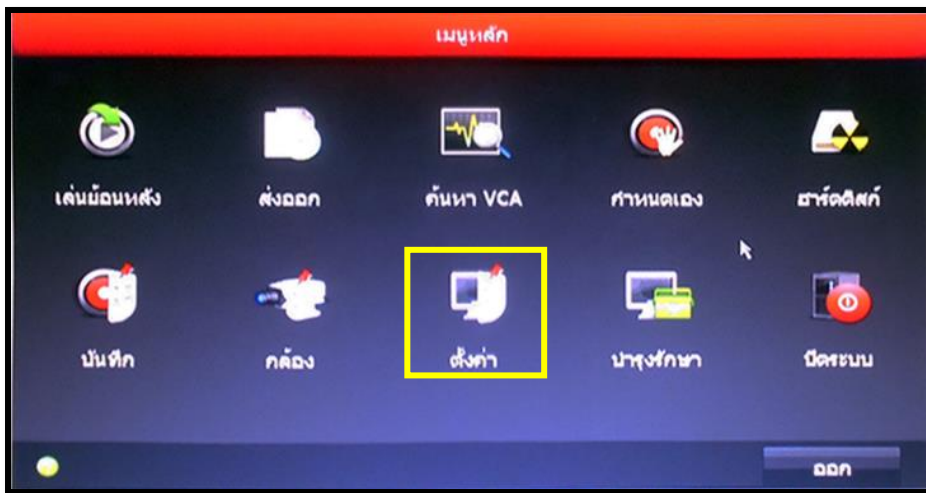 เมนูหลัก
เล่นย้อนหลัง ส่งออก ค้นหา VCA กำหนดเอง ฮาร์ดดิสก์
บันทึก กล้อง ตั้งค่า บำรุงรักษา ปิดระบบ
ออก